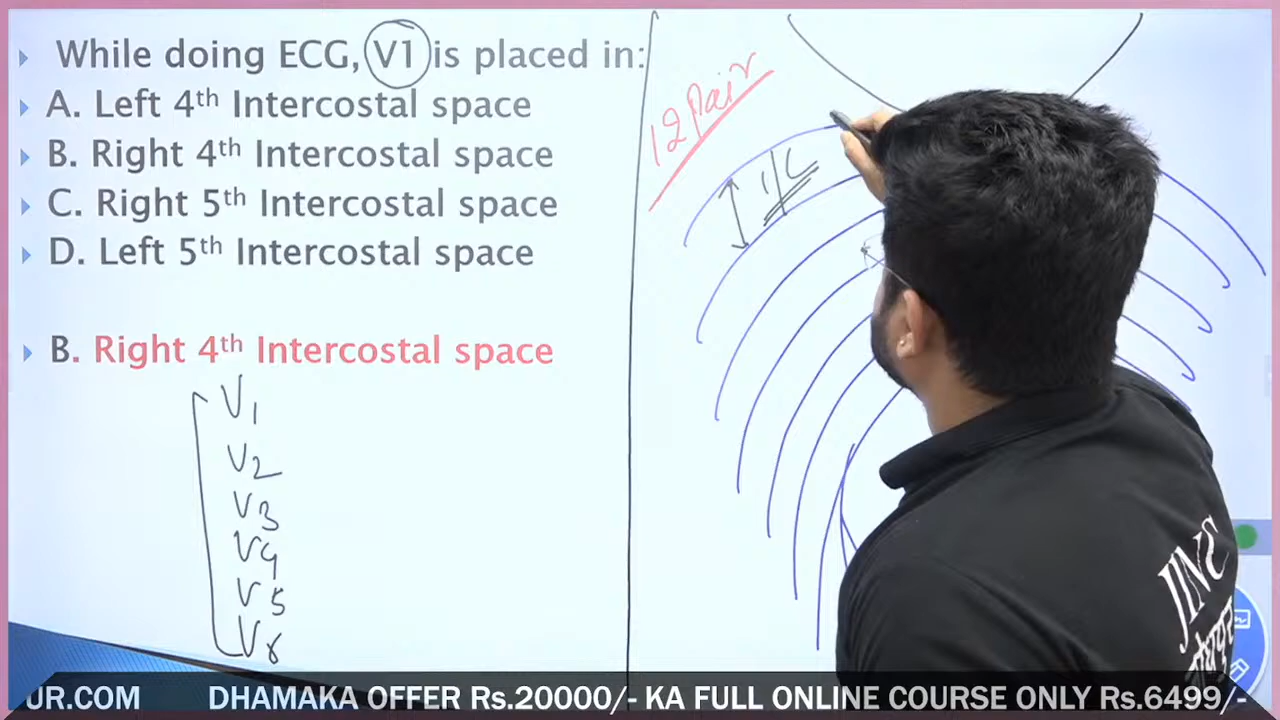 While doing ECG, V1 is placed in:
A. Left 4th Intercostal space
B. Right 4th Intercostal space
C. Right 5th Intercostal space
D. Left 5th Intercostal space
B. Right 4th Intercostal space
V1
V2
V3
V4
V5
V6
12 Pair
I/C
JINC
UR.COM DHAMAKA OFFER Rs.20000/- KA FULL ONLINE COURSE ONLY Rs.6499/-